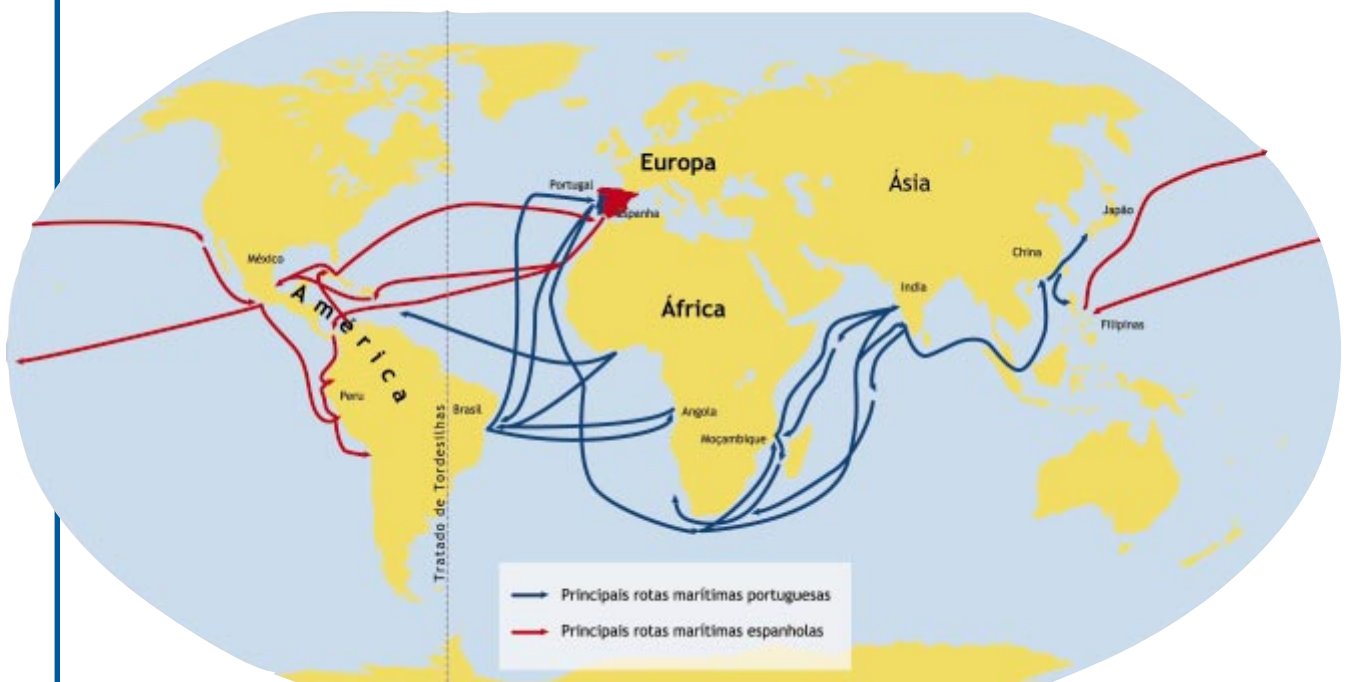 Europa
Ásia
Portugal
Espanha
Japão
China
México
América
África
India
Filipinas
Peru
Brasil
Angola
Moçambique
Tratado de Tordesilhas
Principais rotas marítimas portuguesas
Principais rotas marítimas espanholas